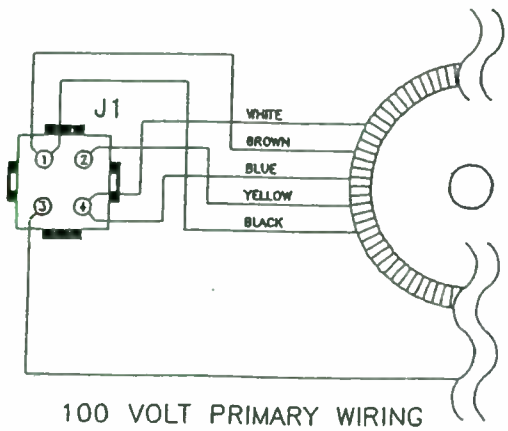 J1
WHITE
BROWN
1 2
BLUE
YELLOW
3 4
BLACK
100 VOLT PRIMARY WIRING